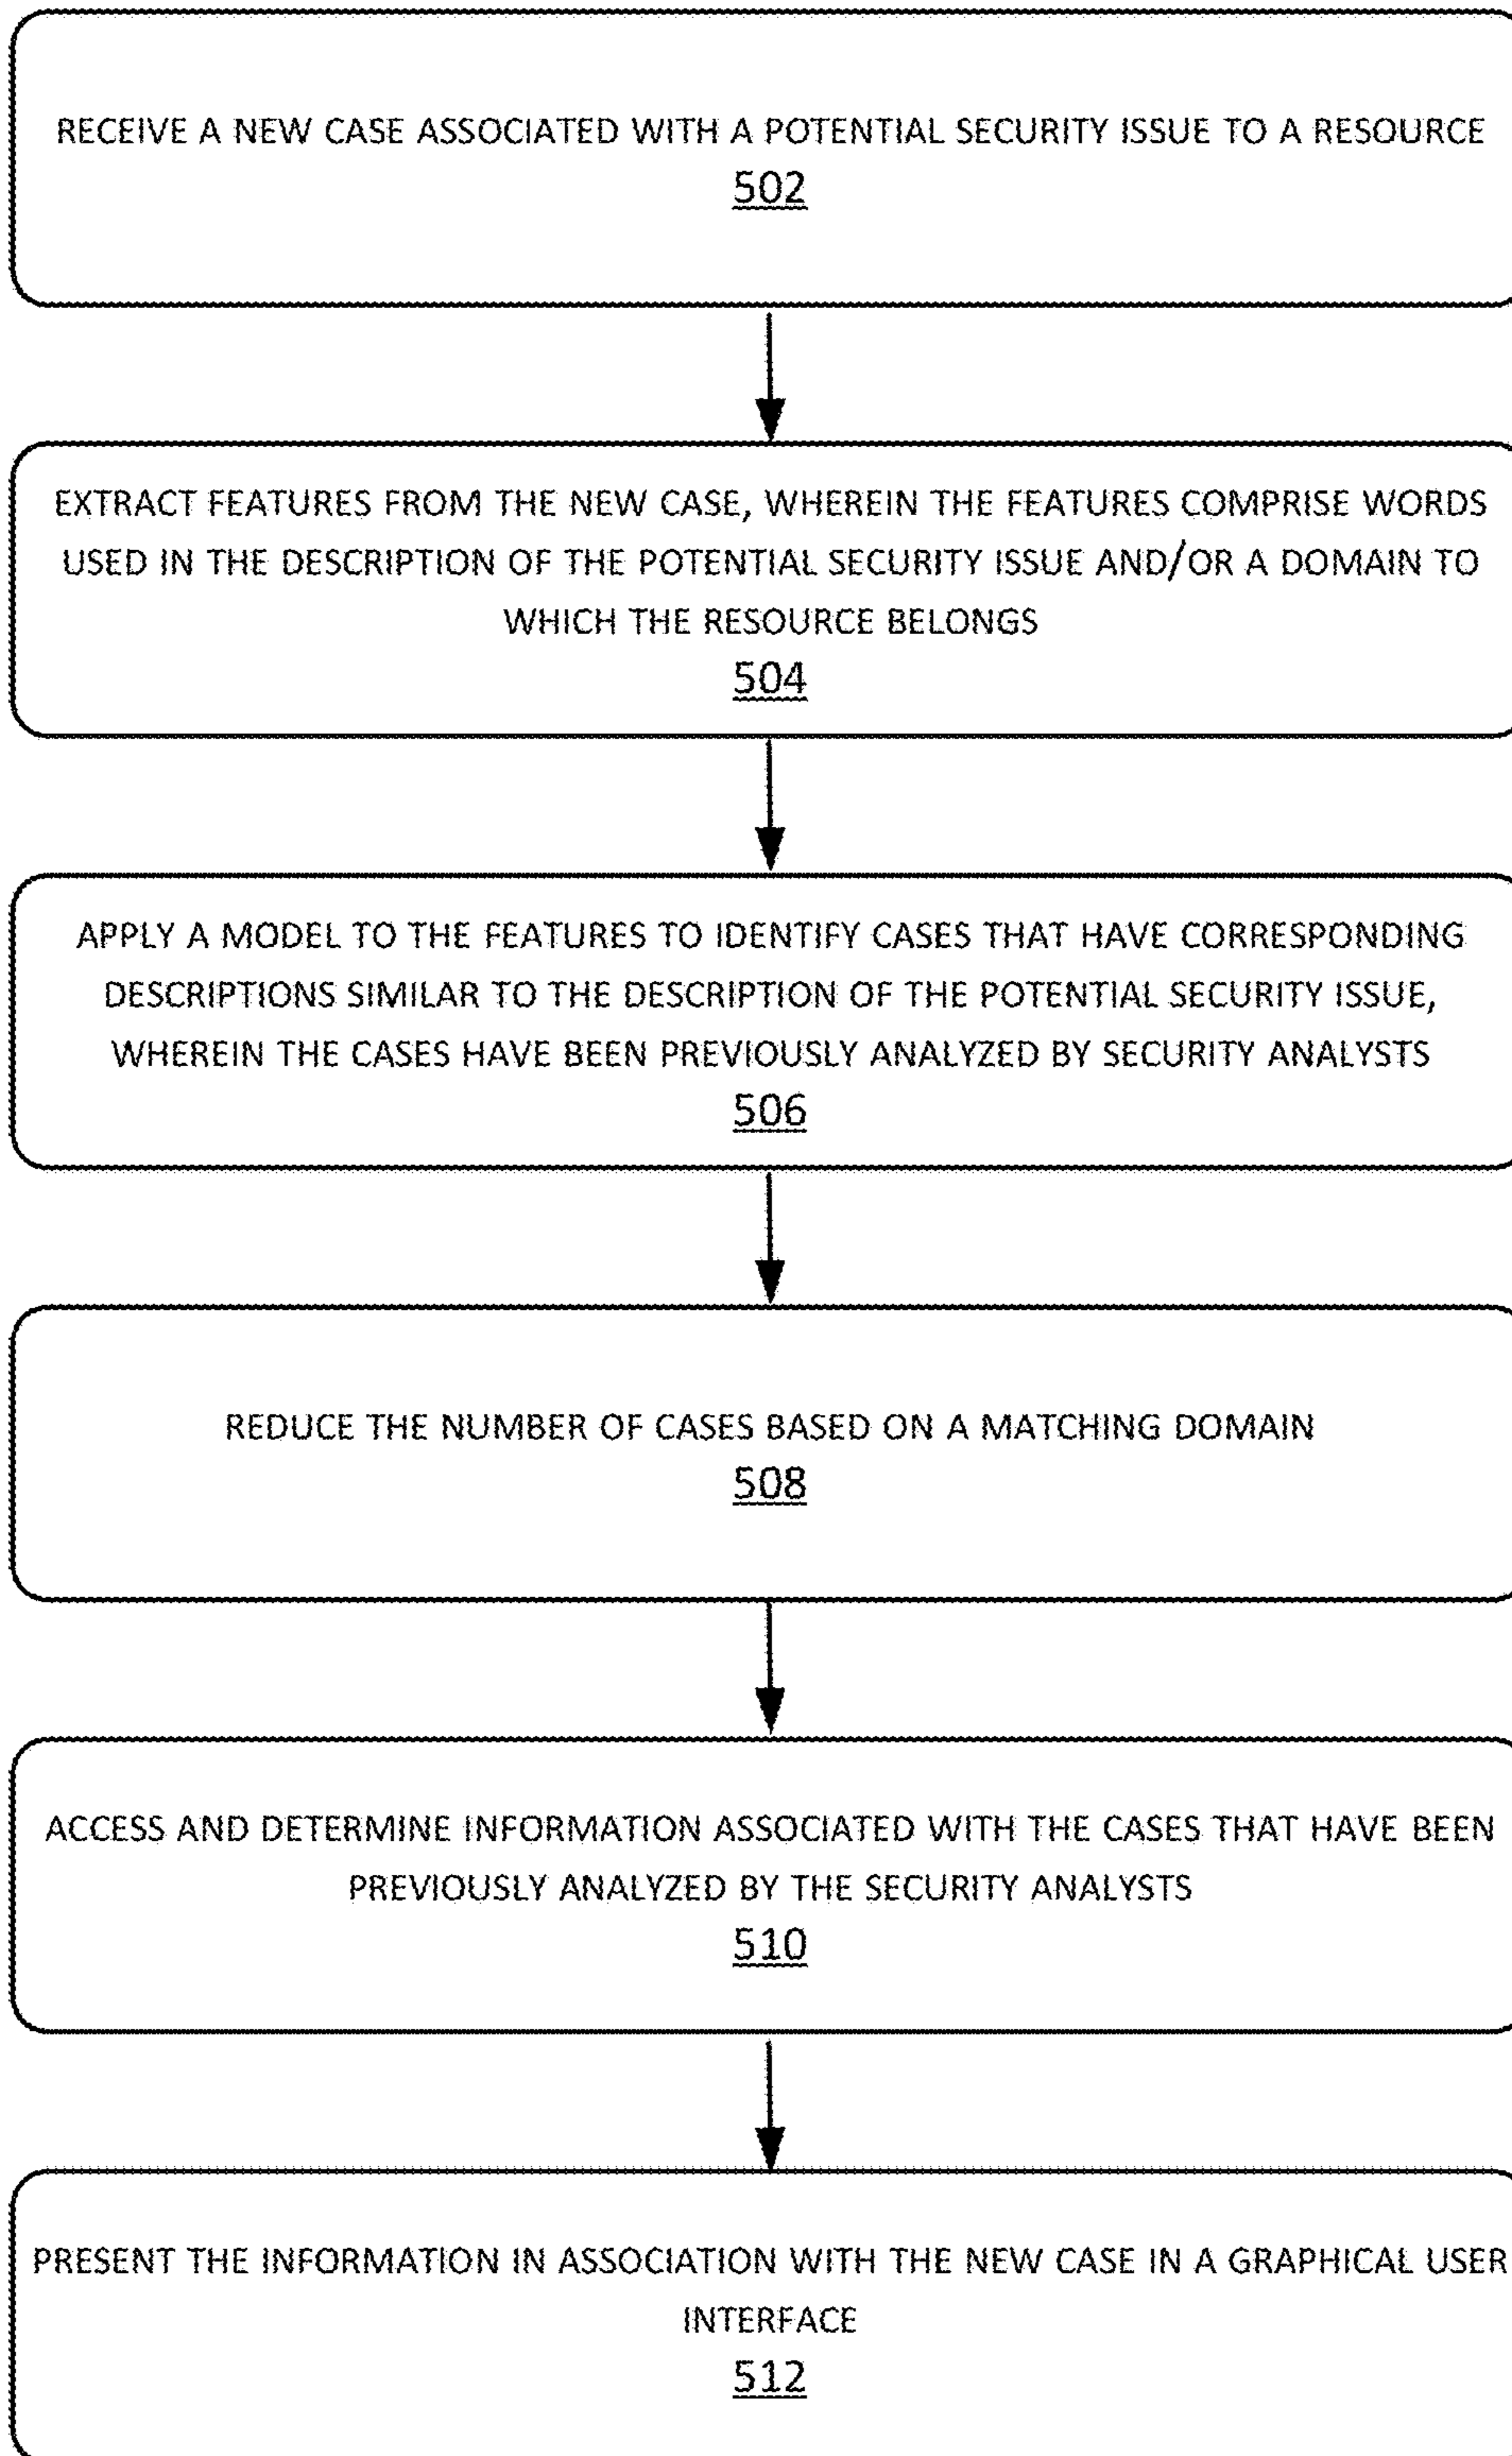 RECEIVE A NEW CASE ASSOCIATED WITH A POTENTIAL SECURITY ISSUE TO A RESOURCE
502
EXTRACT FEATURES FROM THE NEW CASE, WHEREIN THE FEATURES COMPRISE WORDS
USED IN THE DESCRIPTION OF THE POTENTIAL SECURITY ISSUE AND/OR A DOMAIN TO
WHICH THE RESOURCE BELONGS
504
APPLY A MODEL TO THE FEATURES TO IDENTIFY CASES THAT HAVE CORRESPONDING
DESCRIPTIONS SIMILAR TO THE DESCRIPTION OF THE POTENTIAL SECURITY ISSUE,
WHEREIN THE CASES HAVE BEEN PREVIOUSLY ANALYZED BY SECURITY ANALYSTS
506
REDUCE THE NUMBER OF CASES BASED ON A MATCHING DOMAIN
508
ACCESS AND DETERMINE INFORMATION ASSOCIATED WITH THE CASES THAT HAVE BEEN
PREVIOUSLY ANALYZED BY THE SECURITY ANALYSTS
510
PRESENT THE INFORMATION IN ASSOCIATION WITH THE NEW CASE IN A GRAPHICAL USER
INTERFACE
512